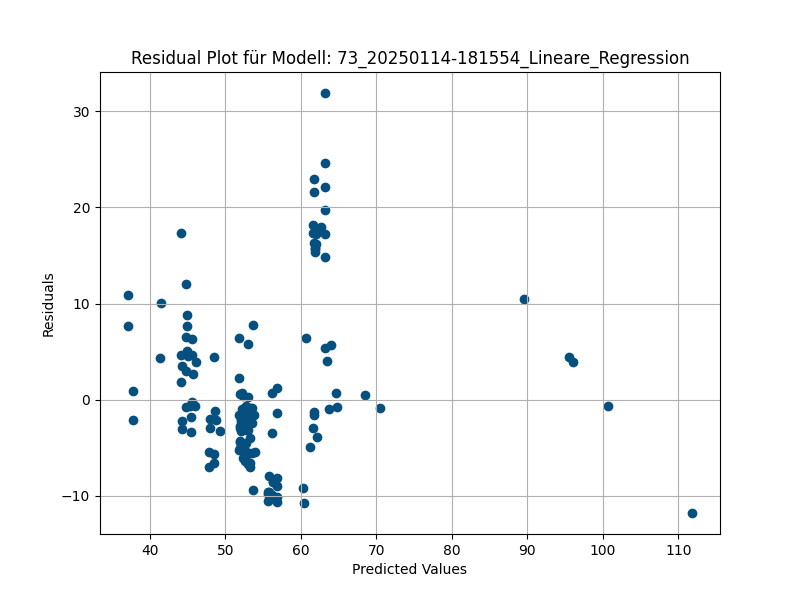 Residual Plot für Modell: 73_20250114-181554_Lineare_Regression
30
20
10
0
−10
Residuals
40 50 60 70 80 90 100 110
Predicted Values